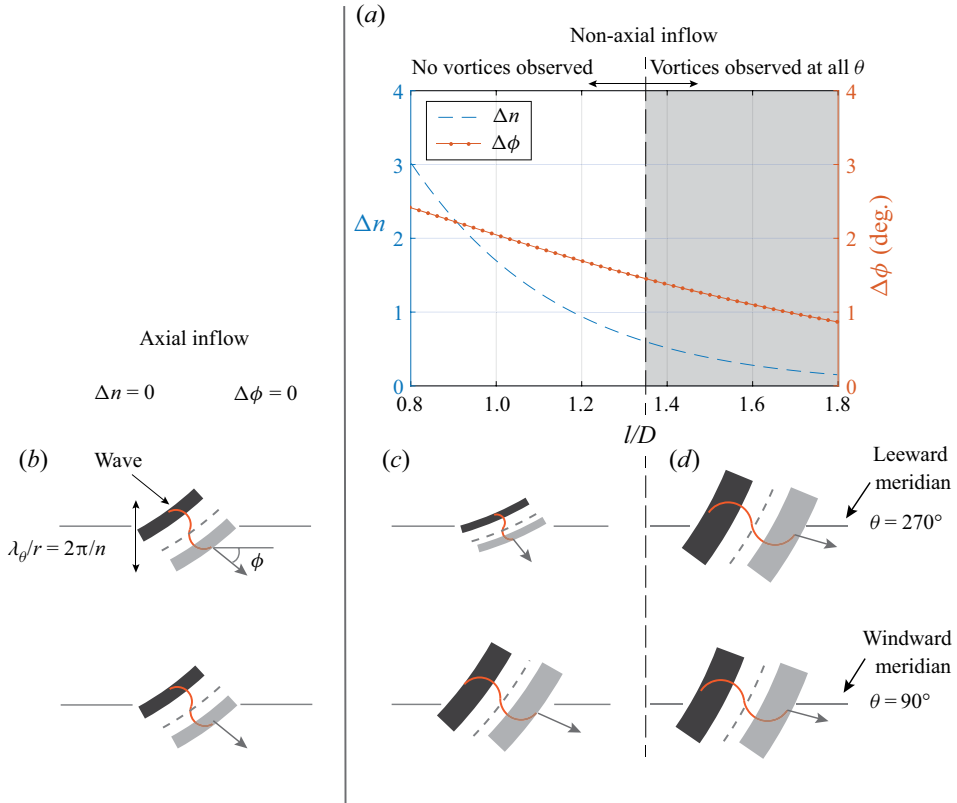 (a)
Non-axial inflow
No vortices observed
Vortices observed at all θ
4
3
2
1
0
Δn
Δn
Δϕ
4
3
2
1
0
Δϕ (deg.)
0.8
1.0
1.2
1.4
1.6
1.8
l/D
Axial inflow
Δn = 0
Δϕ = 0
(b)
Wave
λθ/r = 2π/n
ϕ
(c)
(d)
Leeward
meridian
θ = 270°
Windward
meridian
θ = 90°